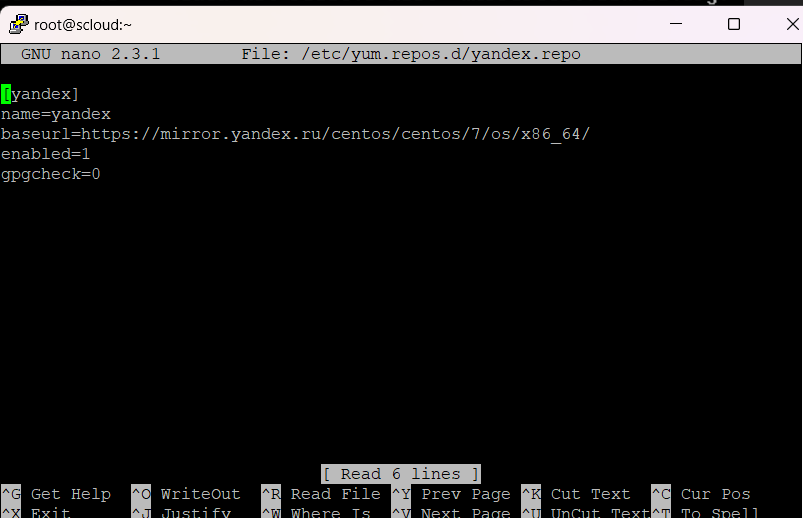 root@scloud:~
GNU nano 2.3.1 File: /etc/yum.repos.d/yandex.repo
[yandex]
name=yandex
baseurl=https://mirror.yandex.ru/centos/centos/7/os/x86_64/
enabled=1
gpgcheck=0
[ Read 6 lines ]
^G Get Help ^O WriteOut ^R Read File ^Y Prev Page ^K Cut Text ^C Cur Pos
^X Exit ^J Justify ^W Where Is ^V Next Page ^U UnCut Text ^T To Spell